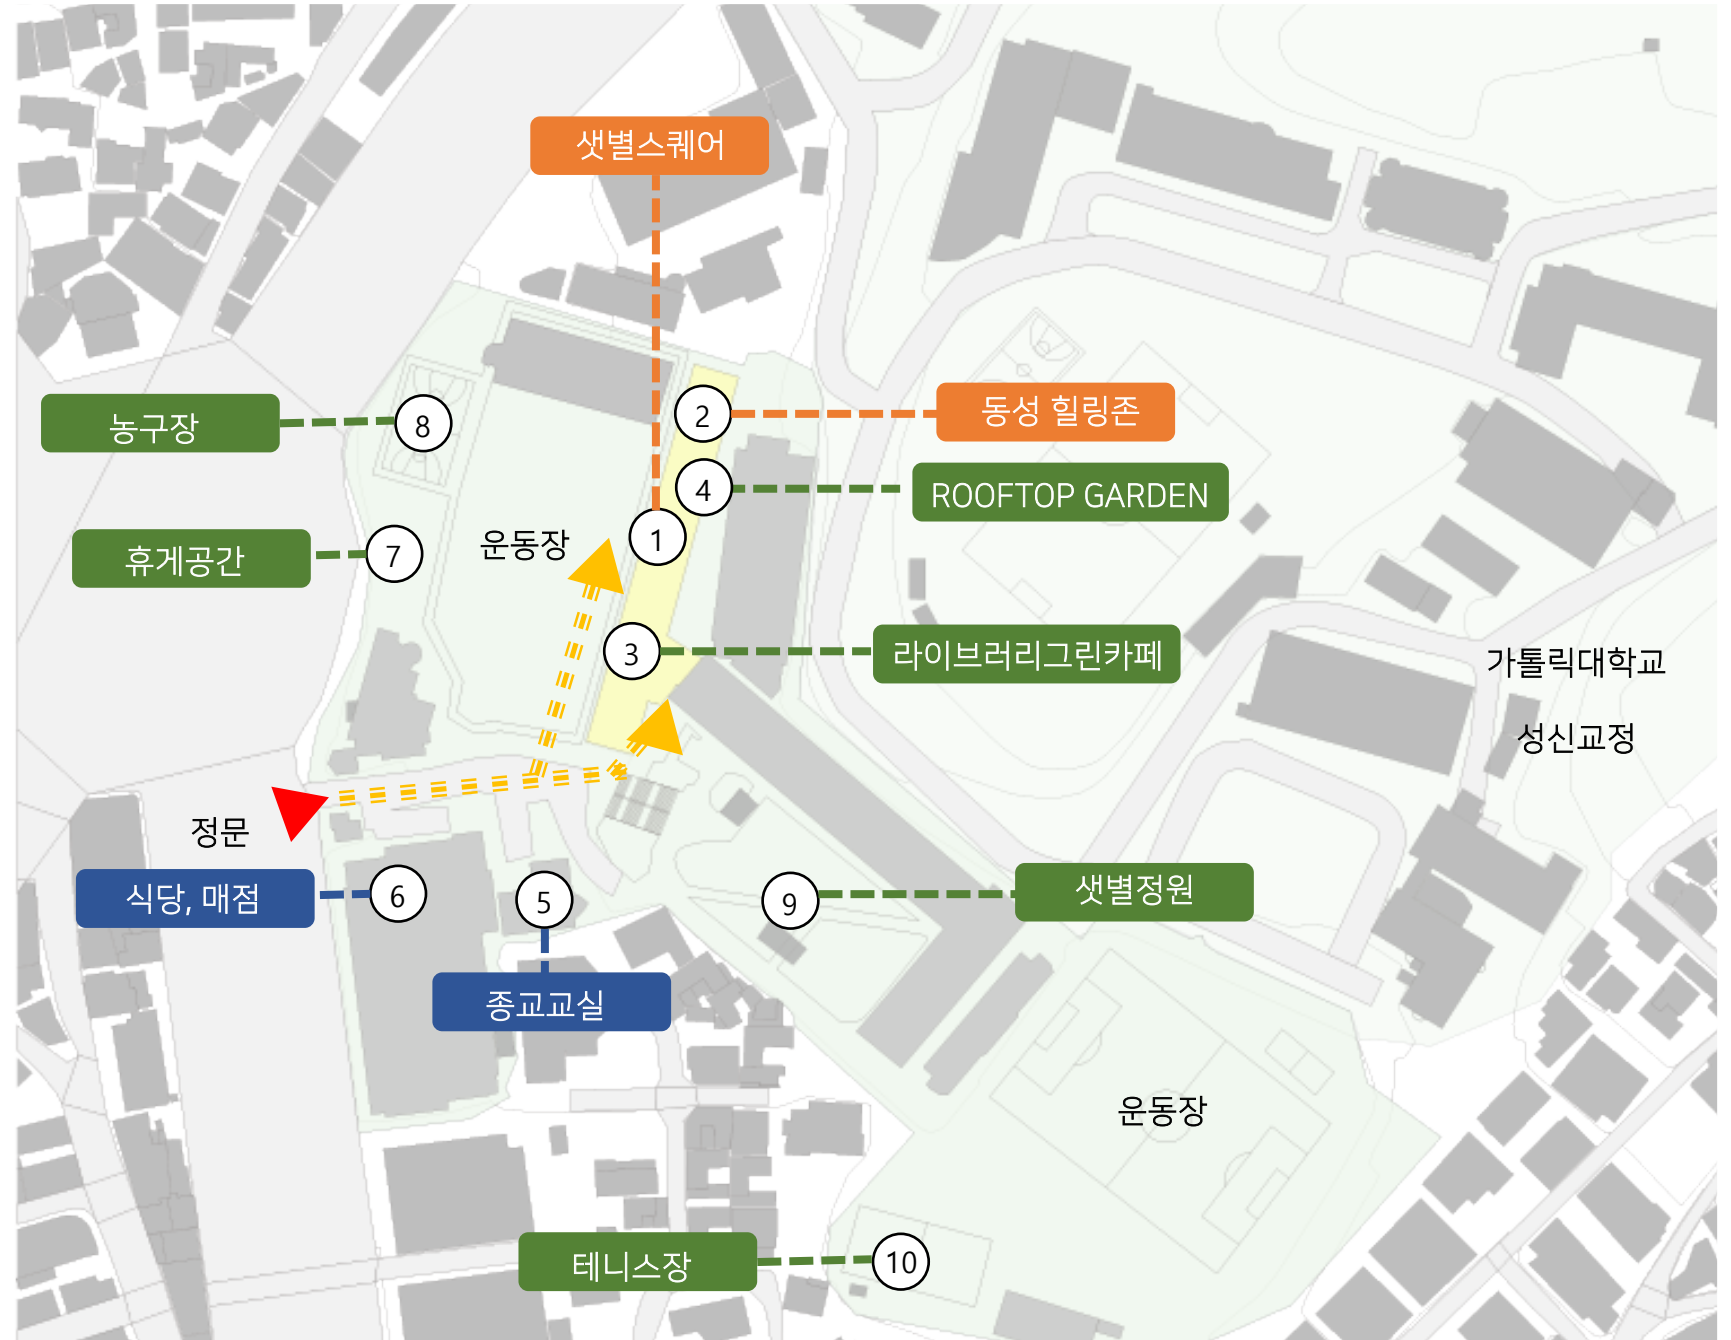 샛별스퀘어
동성 힐링존
2
농구장
8
ROOFTOP GARDEN
4
운동장
1
휴게공간
7
라이브러리그린카페
3
가톨릭대학교
성신교정
정문
식당, 매점
6
5
9
샛별정원
종교교실
운동장
테니스장
10